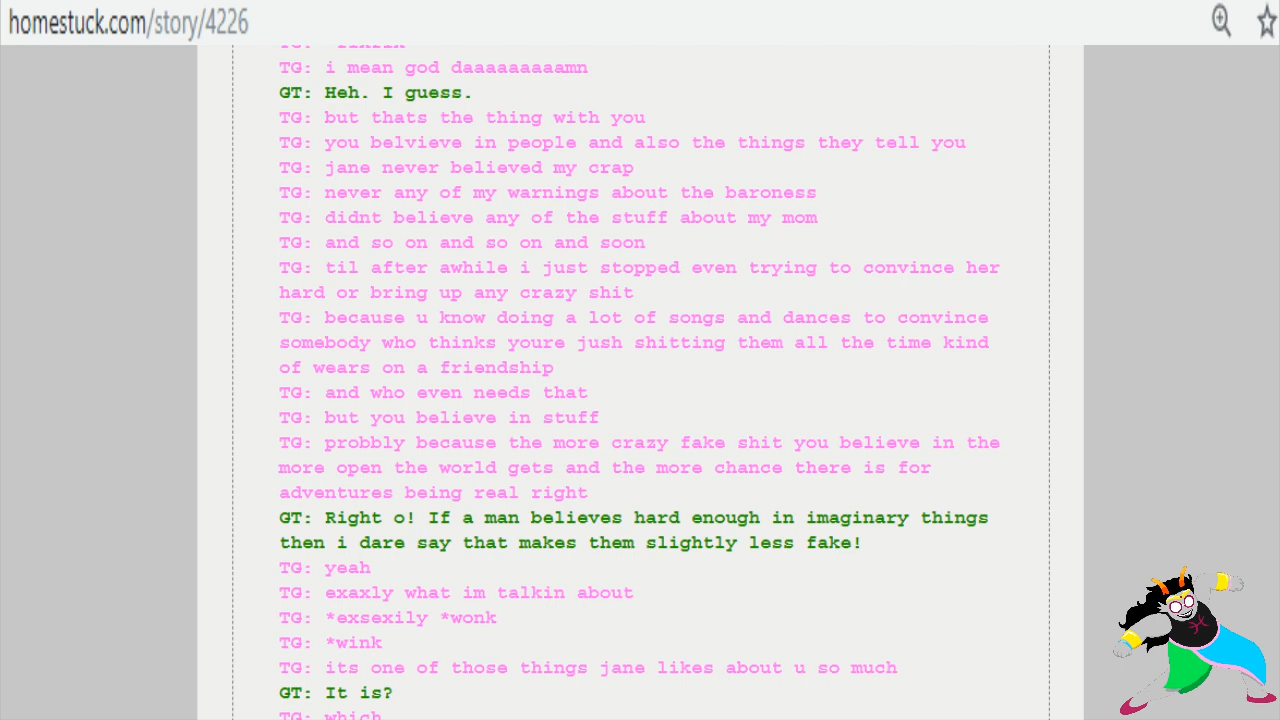 homestuck.com/story/4226
TG: i mean god daaaaaaaaamn
GT: Heh. I guess.
TG: but thats the thing with you
TG: you belvieve in people and also the things they tell you
TG: jane never believed my crap
TG: never any of my warnings about the baroness
TG: didnt believe any of the stuff about my mom
TG: and so on and so on and soon
TG: til after awhile i just stopped even trying to convince her
hard or bring up any crazy shit
TG: because u know doing a lot of songs and dances to convince
somebody who thinks youre jush shitting them all the time kind
of wears on a friendship
TG: and who even needs that
TG: but you believe in stuff
TG: probbly because the more crazy fake shit you believe in the
more open the world gets and the more chance there is for
adventures being real right
GT: Right o! If a man believes hard enough in imaginary things
then i dare say that makes them slightly less fake!
TG: yeah
TG: exaxly what im talkin about
TG: *exsexily *wonk
TG: *wink
TG: its one of those things jane likes about u so much
GT: It is?
TG: which